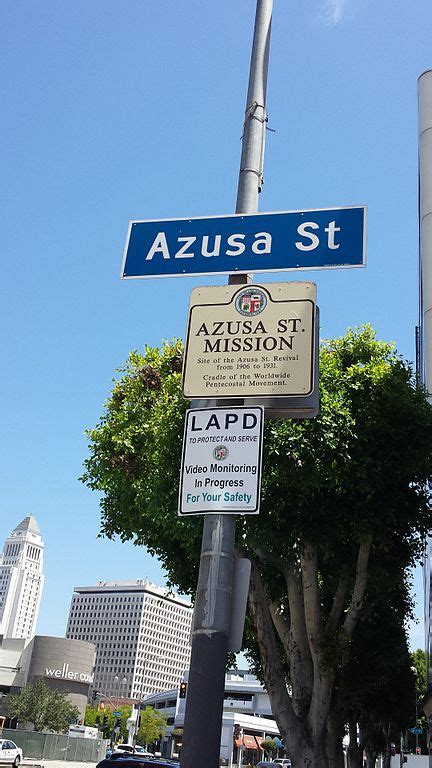 Azusa St
AZUSA ST.
MISSION
Site of the Azusa St. Revival
from 1906 to 1931.
Cradle of the Worldwide
Pentecostal Movement.
LAPD
TO PROTECT AND SERVE
Video Monitoring
In Progress
For Your Safety
weller